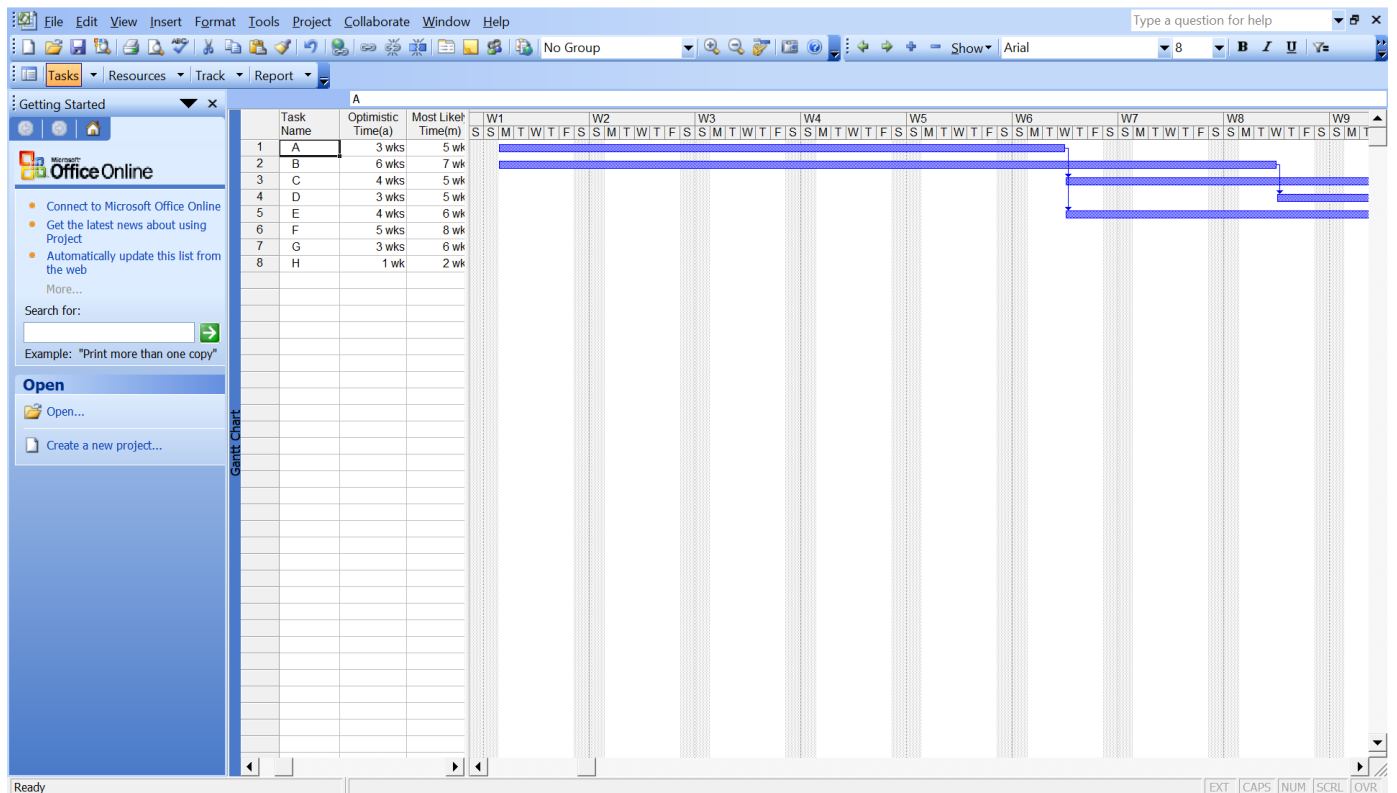 File Edit View Insert Format Tools Project Collaborate Window Help
Type a question for help
No Group
Show
Arial
8
B I U
Tasks Resources Track Report
Getting Started
A
Microsoft
Office Online
Connect to Microsoft Office Online
Get the latest news about using
Project
Automatically update this list from
the web
More...
Search for:
Example: "Print more than one copy"
Open
Open...
Create a new project...
Gantt Chart
Task Optimistic Most Likely
Name Time(a) Time(m)
1 A 3 wks 5 wk
2 B 6 wks 7 wk
3 C 4 wks 5 wk
4 D 3 wks 5 wk
5 E 4 wks 6 wk
6 F 5 wks 8 wk
7 G 3 wks 6 wk
8 H 1 wk 2 wk
W1 W2 W3 W4 W5 W6 W7 W8 W9
S S M T W T F S S M T W T F S S M T W T F S S M T W T F S S M T W T F S S M T W T F S S M T W T F S S M T W T F S S M T
Ready
EXT CAPS NUM SCRL OVR